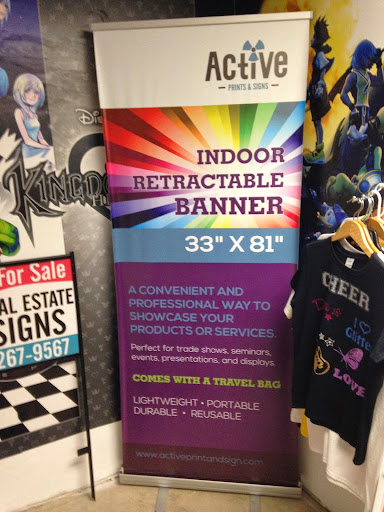 Active
PRINTS & SIGNS
INDOOR
RETRACTABLE
BANNER
33" X 81"
A CONVENIENT AND
PROFESSIONAL WAY TO
SHOWCASE YOUR
PRODUCTS OR SERVICES.
Perfect for trade shows, seminars,
events, presentations, and displays.
COMES WITH A TRAVEL BAG
LIGHTWEIGHT • PORTABLE
DURABLE • REUSABLE
www.activeprintandsign.com
For Sale
SIGNS
267-9567
CHEER
I
Glitter
LOVE